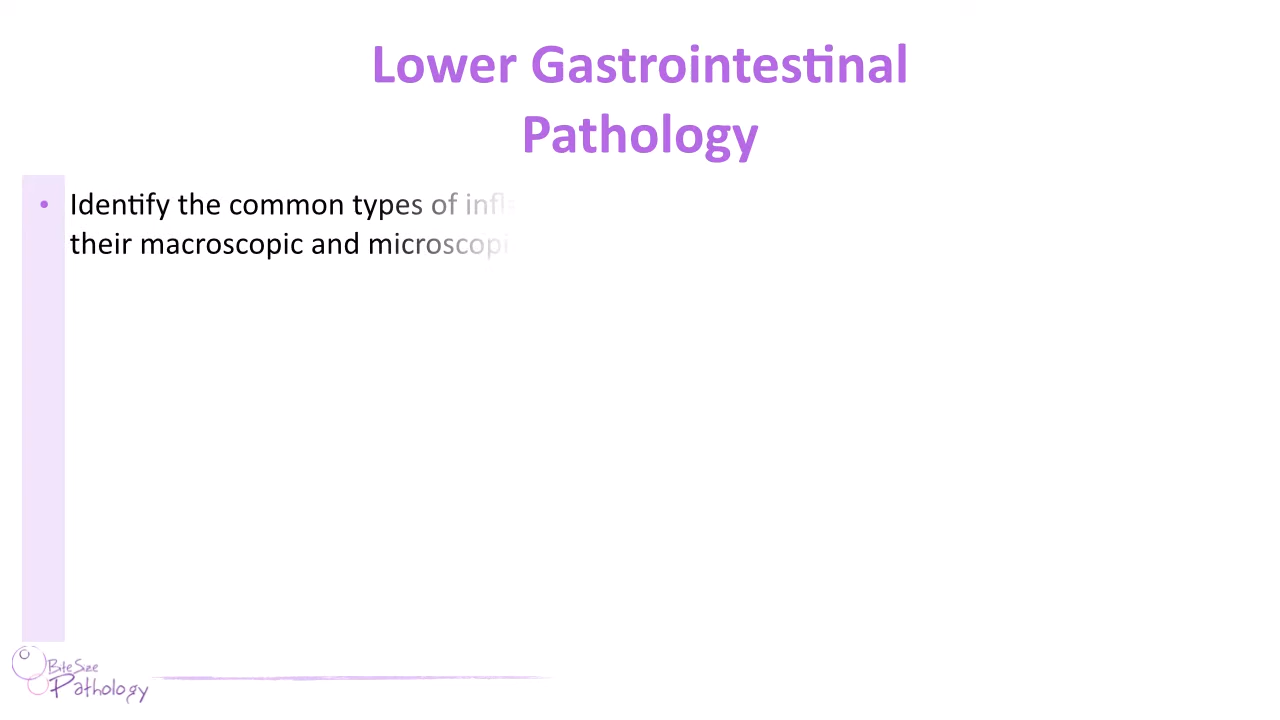 Lower Gastrointestinal
Pathology
• Identify the common types of
their macroscopic and
BiteSize
Pathology